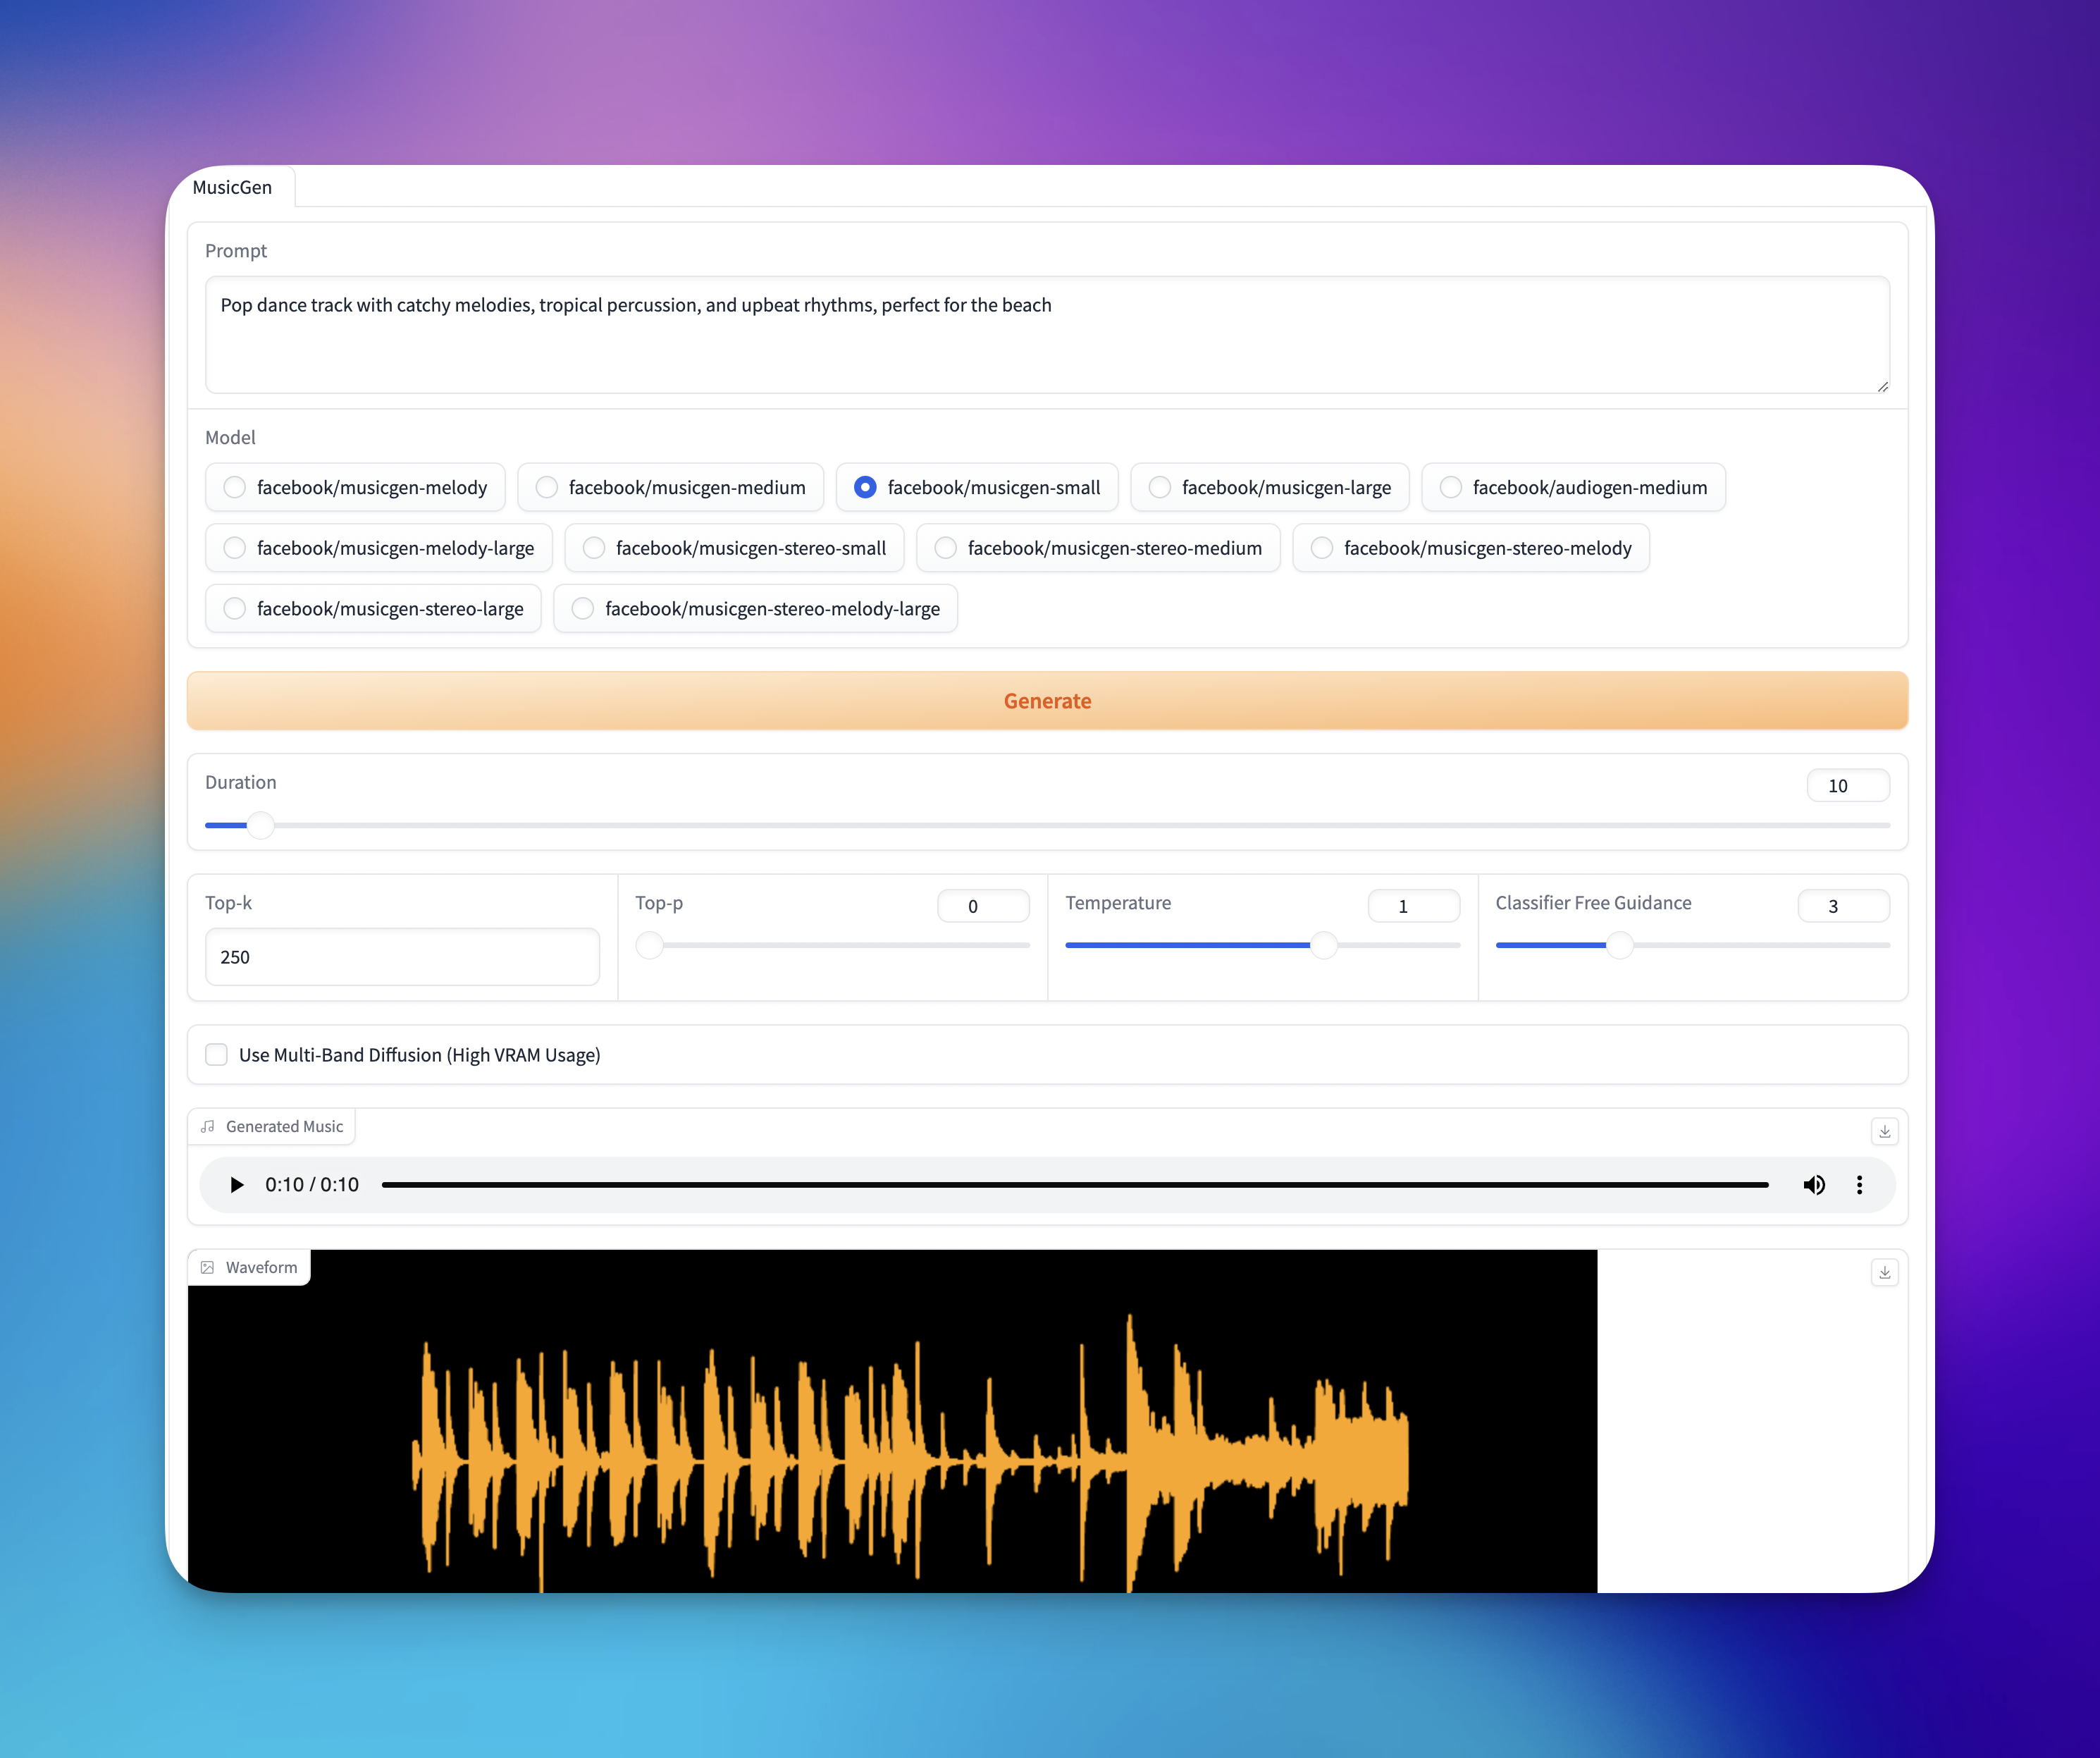 MusicGen
Prompt
Pop dance track with catchy melodies, tropical percussion, and upbeat rhythms, perfect for the beach
Model
facebook/musicgen-melody facebook/musicgen-medium facebook/musicgen-small facebook/musicgen-large facebook/audiogen-medium
facebook/musicgen-melody-large facebook/musicgen-stereo-small facebook/musicgen-stereo-medium facebook/musicgen-stereo-melody
facebook/musicgen-stereo-large facebook/musicgen-stereo-melody-large
Generate
Duration 10
Top-k Top-p 0 Temperature 1 Classifier Free Guidance 3
250
Use Multi-Band Diffusion (High VRAM Usage)
Generated Music
0:10 / 0:10
Waveform